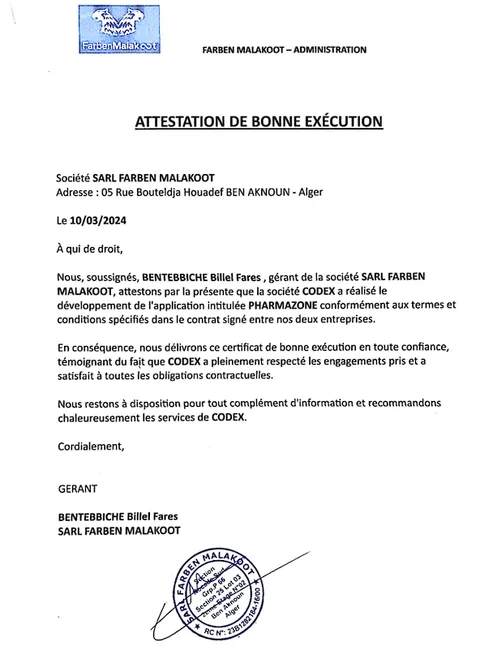 FarbenMalakoot
FARBEN MALAKOOT – ADMINISTRATION
ATTESTATION DE BONNE EXÉCUTION
Société SARL FARBEN MALAKOOT
Adresse : 05 Rue Bouteldja Houadef BEN AKNOUN - Alger
Le 10/03/2024
À qui de droit,
Nous, soussignés, BENTEBBICHE Billel Fares , gérant de la société SARL FARBEN
MALAKOOT, attestons par la présente que la société CODEX a réalisé le
développement de l'application intitulée PHARMAZONE conformément aux termes et
conditions spécifiés dans le contrat signé entre nos deux entreprises.
En conséquence, nous délivrons ce certificat de bonne exécution en toute confiance,
témoignant du fait que CODEX a pleinement respecté les engagements pris et a
satisfait à toutes les obligations contractuelles.
Nous restons à disposition pour tout complément d'information et recommandons
chaleureusement les services de CODEX.
Cordialement,
GERANT
BENTEBBICHE Billel Fares
SARL FARBEN MALAKOOT
SARL FARBEN MALAKOOT
Grp.P 66
Section 25 Lot 03
Ben Aknoun
Alger